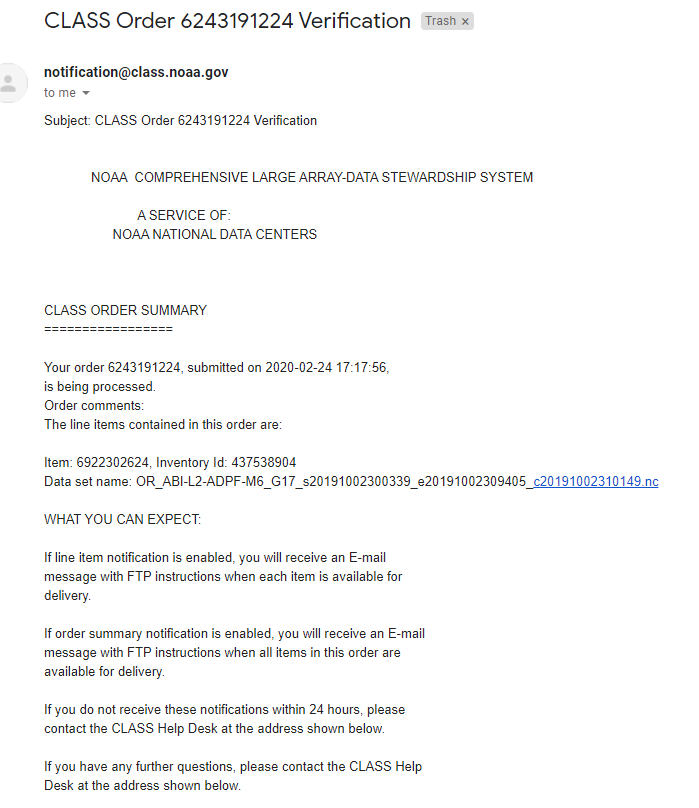 CLASS Order 6243191224 Verification Trash ×
notification@class.noaa.gov
to me
Subject: CLASS Order 6243191224 Verification
NOAA COMPREHENSIVE LARGE ARRAY-DATA STEWARDSHIP SYSTEM
A SERVICE OF:
NOAA NATIONAL DATA CENTERS
CLASS ORDER SUMMARY
=================
Your order 6243191224, submitted on 2020-02-24 17:17:56,
is being processed.
Order comments:
The line items contained in this order are:
Item: 6922302624, Inventory Id: 437538904
Data set name: OR_ABI-L2-ADPF-M6_G17_s20191002300339_e20191002309405_c20191002310149.nc
WHAT YOU CAN EXPECT:
If line item notification is enabled, you will receive an E-mail
message with FTP instructions when each item is available for
delivery.
If order summary notification is enabled, you will receive an E-mail
message with FTP instructions when all items in this order are
available for delivery.
If you do not receive these notifications within 24 hours, please
contact the CLASS Help Desk at the address shown below.
If you have any further questions, please contact the CLASS Help
Desk at the address shown below.